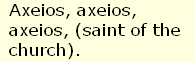 Axeios, axeios,
axeios, (saint of the
church).